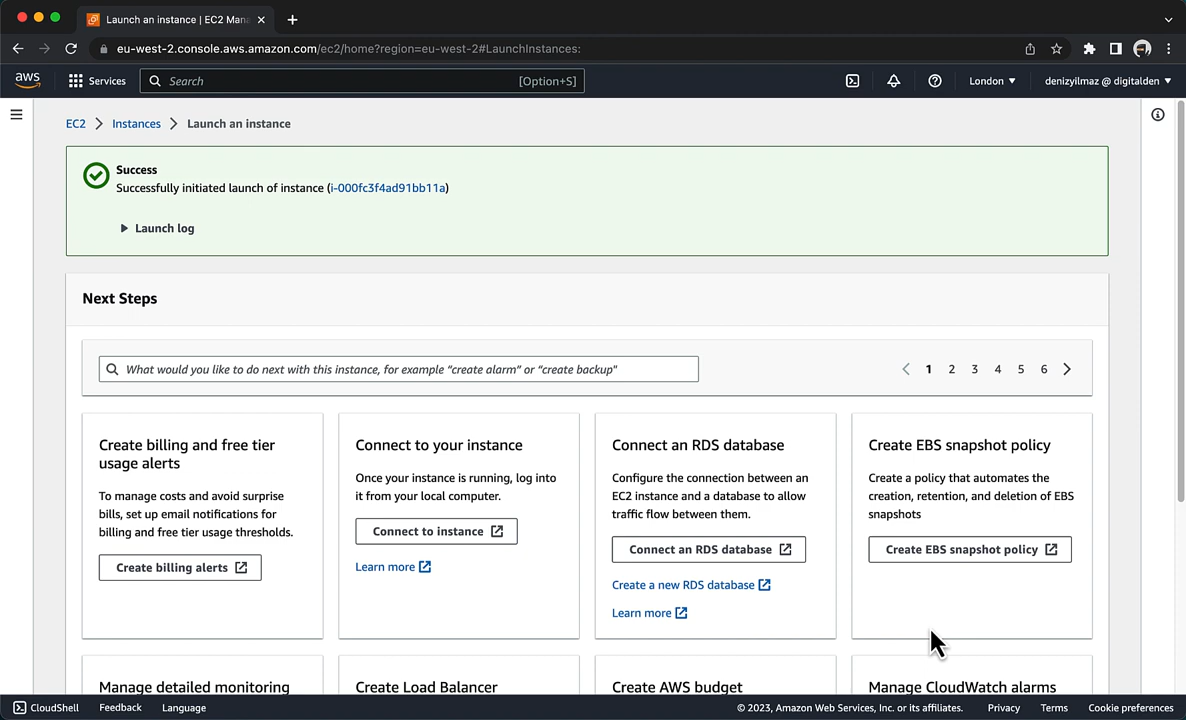 Launch an instance | EC2 Man
eu-west-2.console.aws.amazon.com/ec2/home?region=eu-west-2#LaunchInstances:
aws
Services
Search
[Option+S]
London
denizyilmaz @ digitalden
EC2
Instances
Launch an instance
Success
Successfully initiated launch of instance (i-000fc3f4ad91bb11a)
Launch log
Next Steps
What would you like to do next with this instance, for example "create alarm" or "create backup"
1 2 3 4 5 6
Create billing and free tier
usage alerts
To manage costs and avoid surprise
bills, set up email notifications for
billing and free tier usage thresholds.
Create billing alerts
Connect to your instance
Once your instance is running, log into
it from your local computer.
Connect to instance
Learn more
Connect an RDS database
Configure the connection between an
EC2 instance and a database to allow
traffic flow between them.
Connect an RDS database
Create a new RDS database
Learn more
Create EBS snapshot policy
Create a policy that automates the
creation, retention, and deletion of EBS
snapshots
Create EBS snapshot policy
Manage detailed monitoring
Create Load Balancer
Create AWS budget
Manage CloudWatch alarms
CloudShell
Feedback
Language
© 2023, Amazon Web Services, Inc. or its affiliates.
Privacy
Terms
Cookie preferences